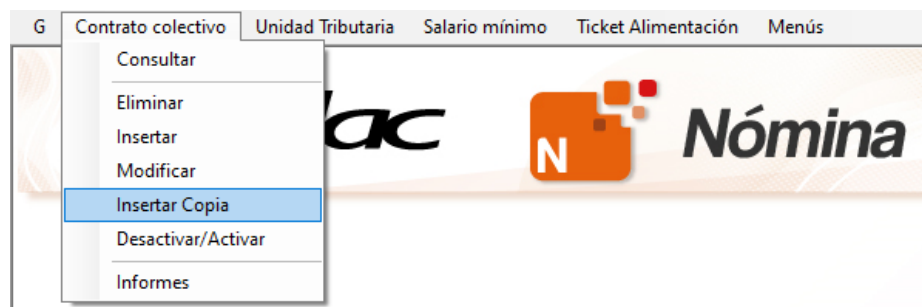 G Contrato colectivo Unidad Tributaria Salario mínimo Ticket Alimentación Menús
Consultar
Eliminar
Insertar
Modificar
Insertar Copia
Desactivar/Activar
Informes
N Nómina